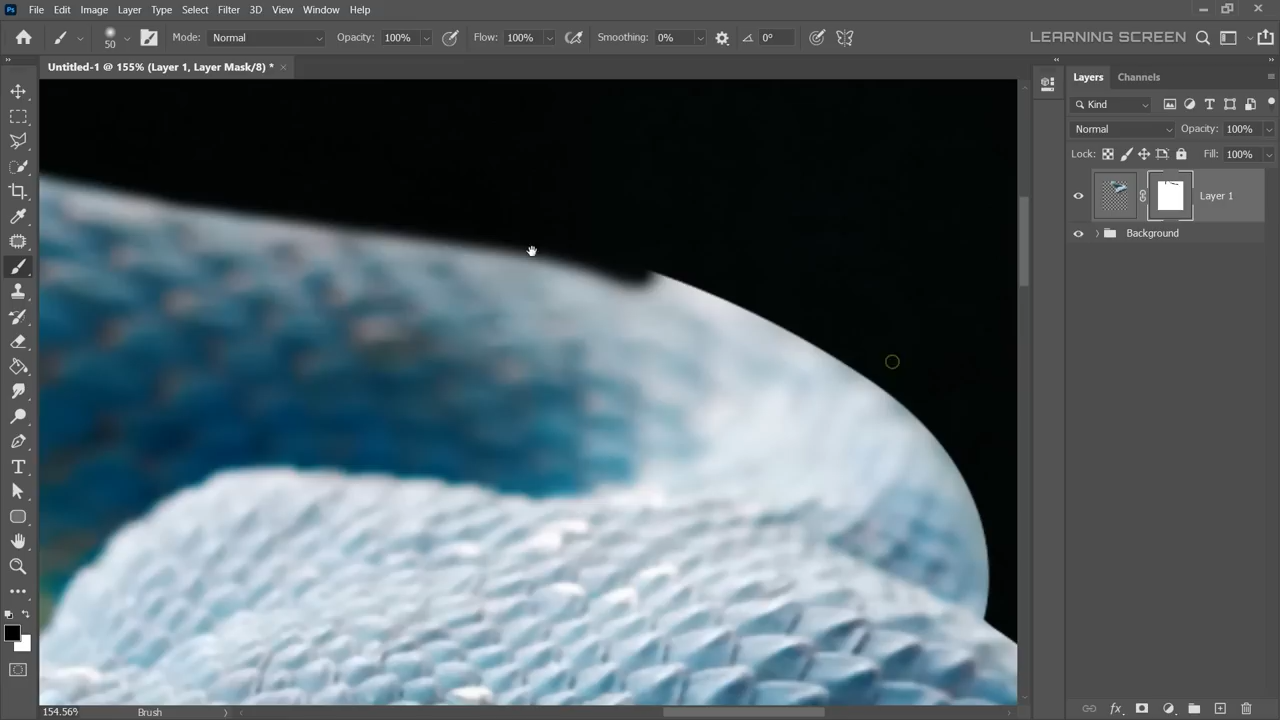 Ps File Edit Image Layer Type Select Filter 3D View Window Help
50 Mode: Normal Opacity: 100% Flow: 100% Smoothing: 0% 0° LEARNING SCREEN
Untitled-1 @ 155% (Layer 1, Layer Mask/8) * ×
Layers Channels
Kind
Normal Opacity: 100%
Lock: Fill: 100%
Layer 1
Background
154.56% Brush